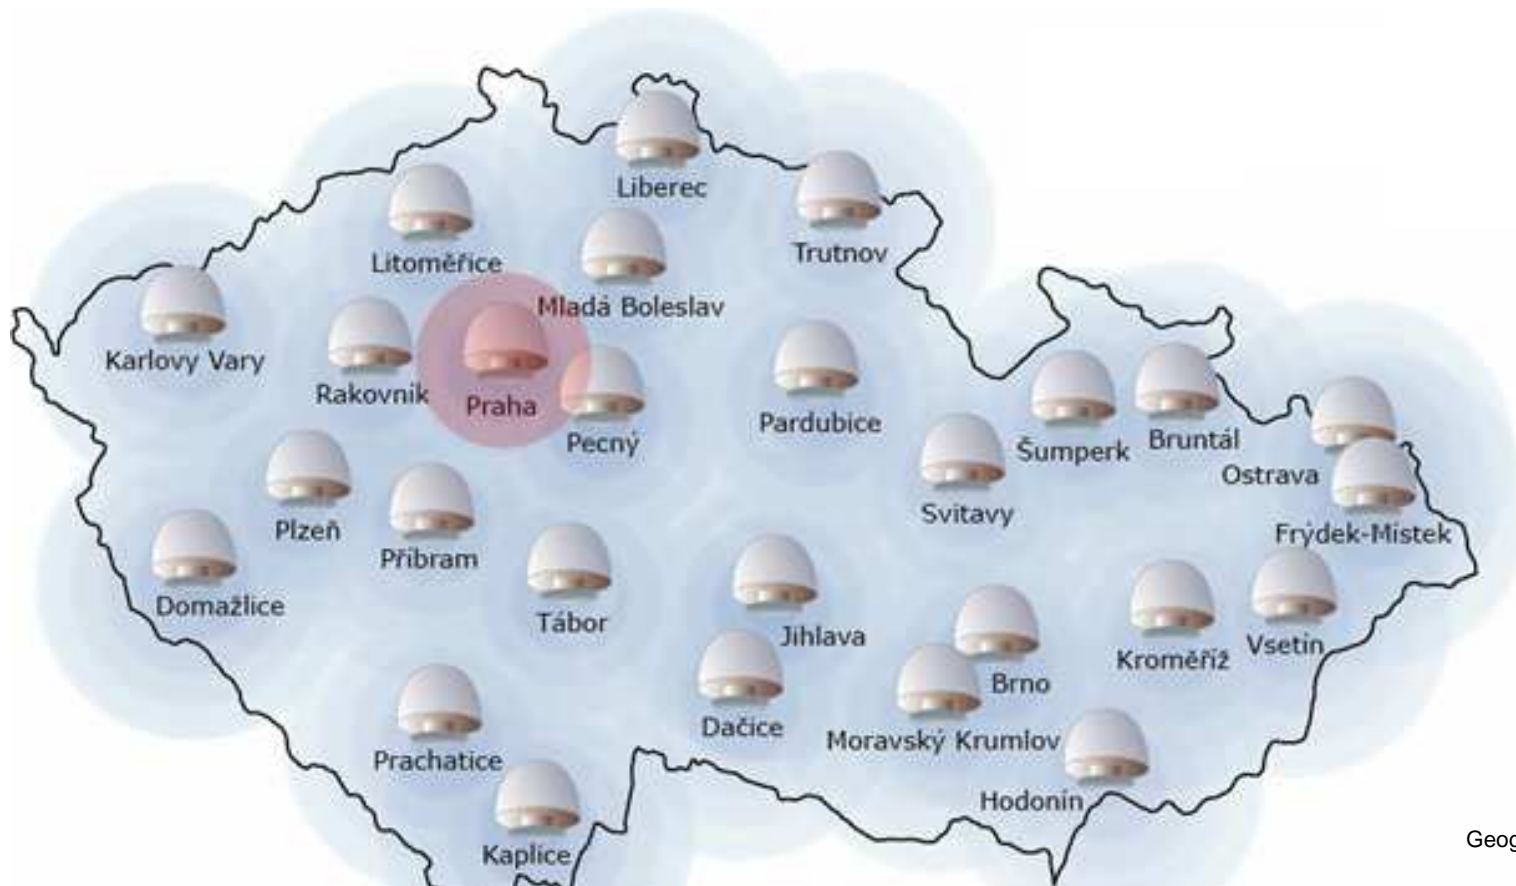 Liberec
Trutnov
Litoměřice
Mladá Boleslav
Karlovy Vary
Rakovník
Praha
Pecný
Pardubice
Šumperk
Bruntál
Ostrava
Svitavy
Plzeň
Příbram
Frýdek-Místek
Domažlice
Tábor
Jihlava
Vsetín
Kroměříž
Brno
Dačice
Moravský Krumlov
Prachatice
Hodonín
Kaplice
Geog